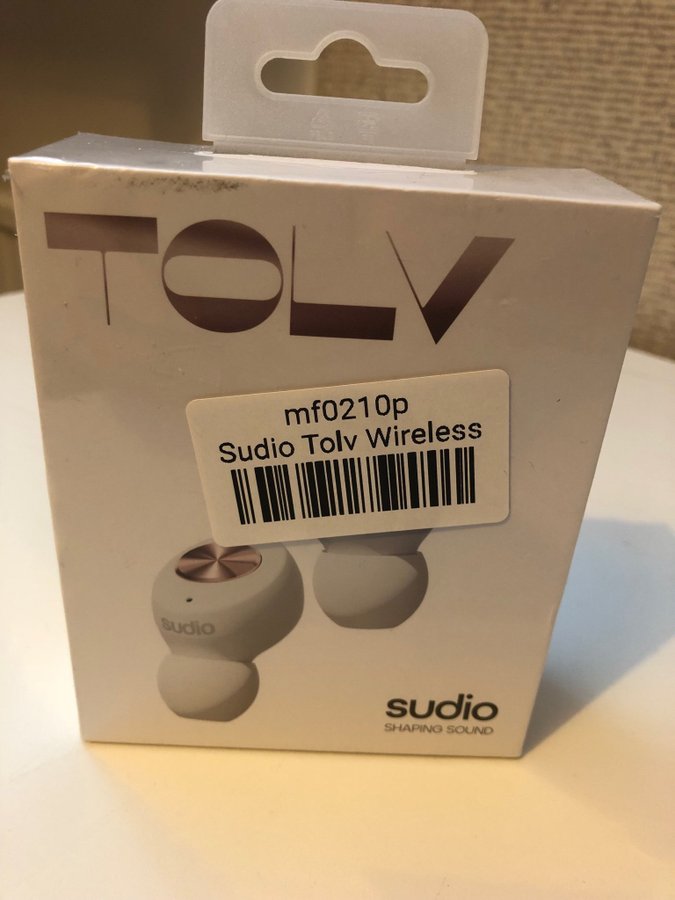 TOLV
mf0210p
Sudio Tolv Wireless
sudio
sudio
SHAPING SOUND